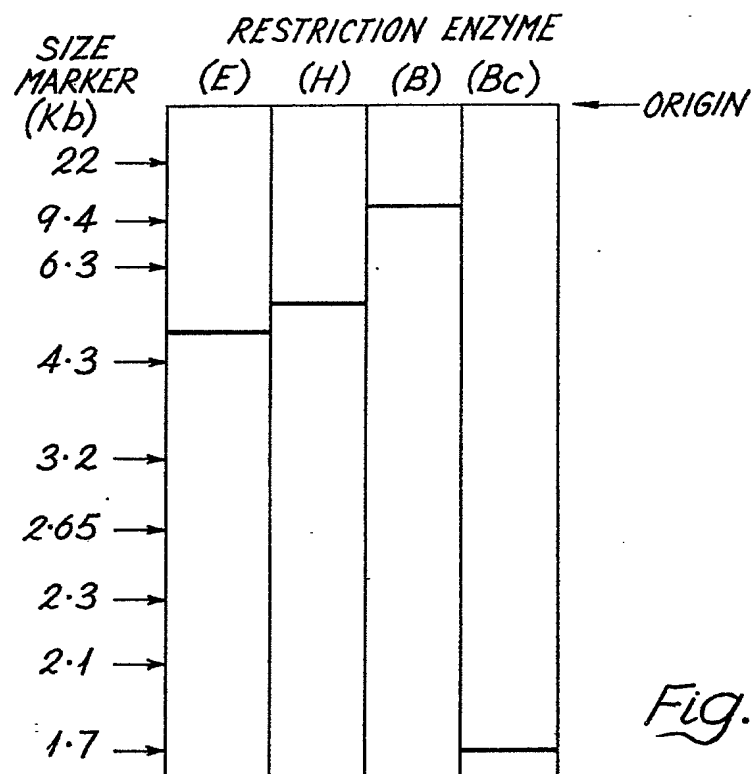 RESTRICTION ENZYME
SIZE
MARKER
(Kb)
(E) (H) (B) (Bc)
ORIGIN
22
9.4
6.3
4.3
3.2
2.65
2.3
2.1
1.7
Fig.